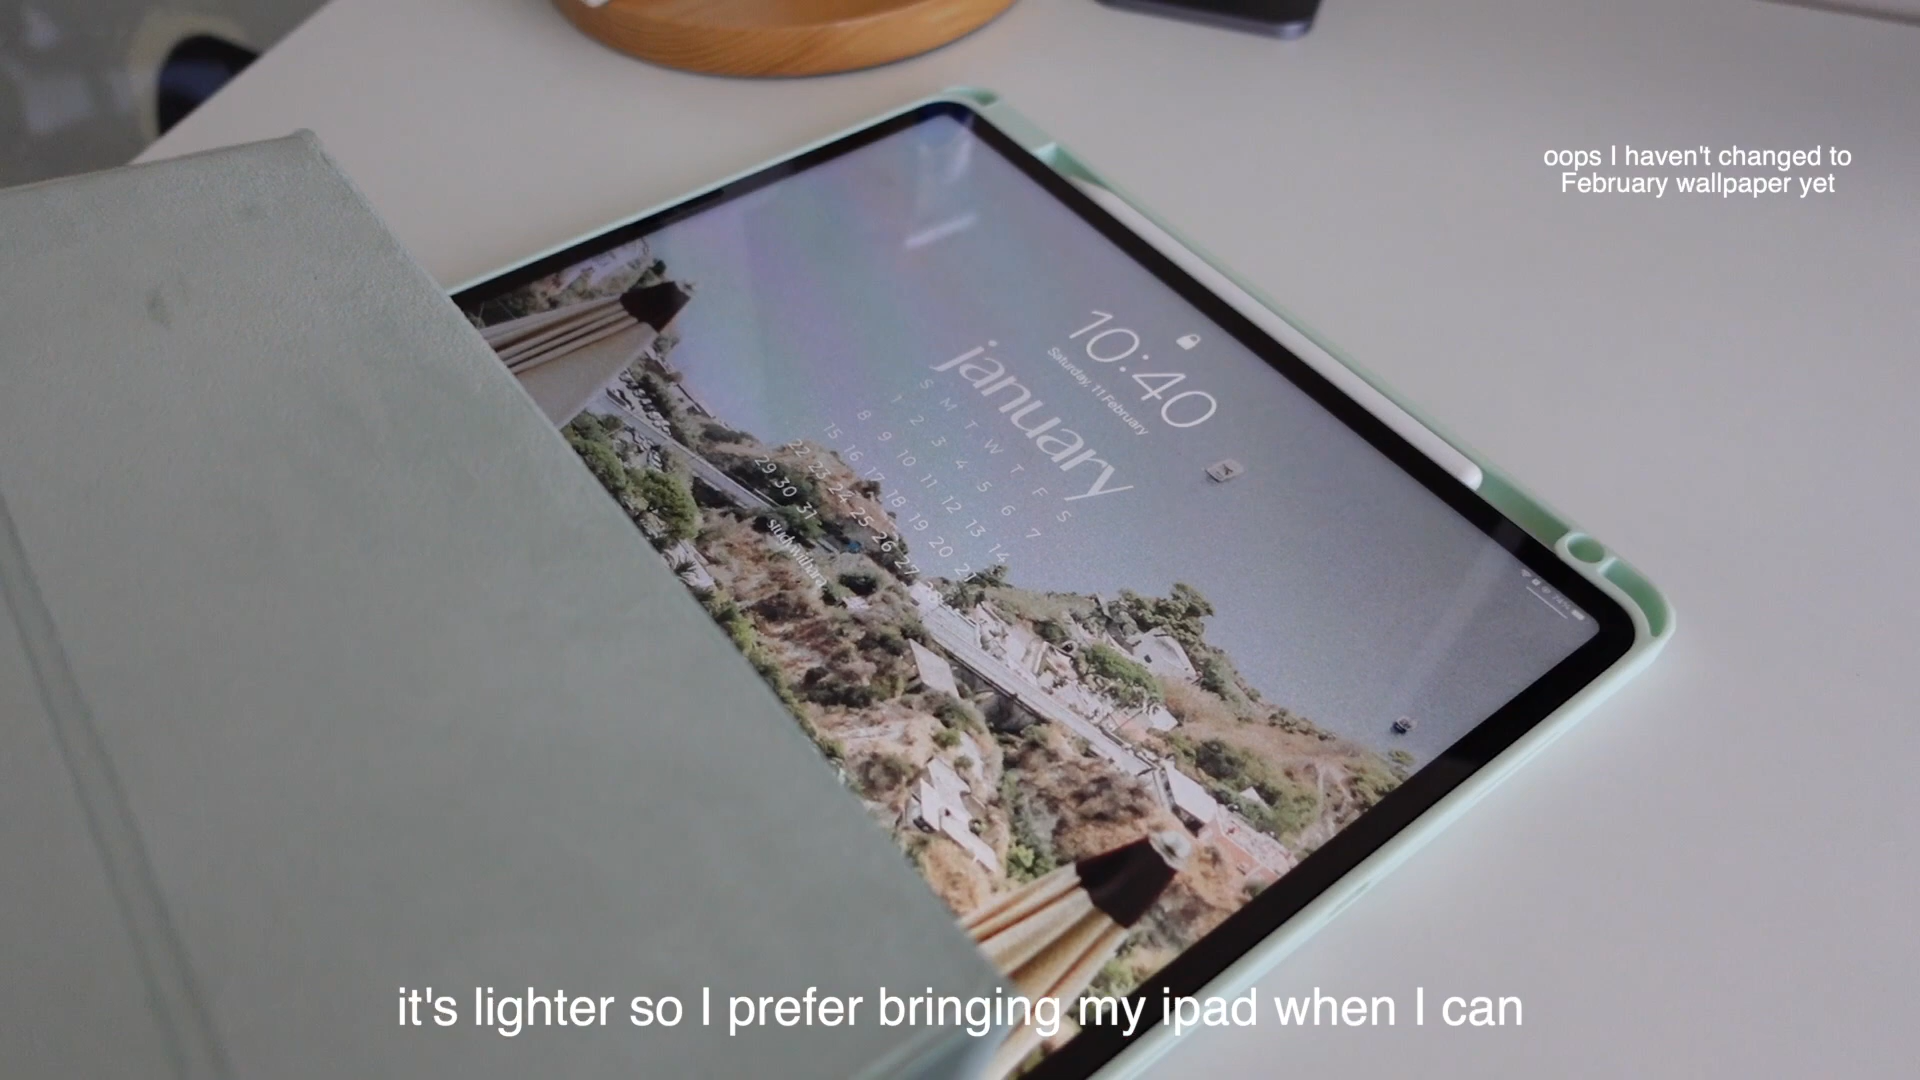 oops I haven't changed to
February wallpaper yet
10:40
Saturday, 11 February
january
S M T W T F S
1 2 3 4 5 6 7
8 9 10 11 12 13 14
15 16 17 18 19 20 21
22 23 24 25 26 27
29 30 31
studywithara
it's lighter so I prefer bringing my ipad when I can